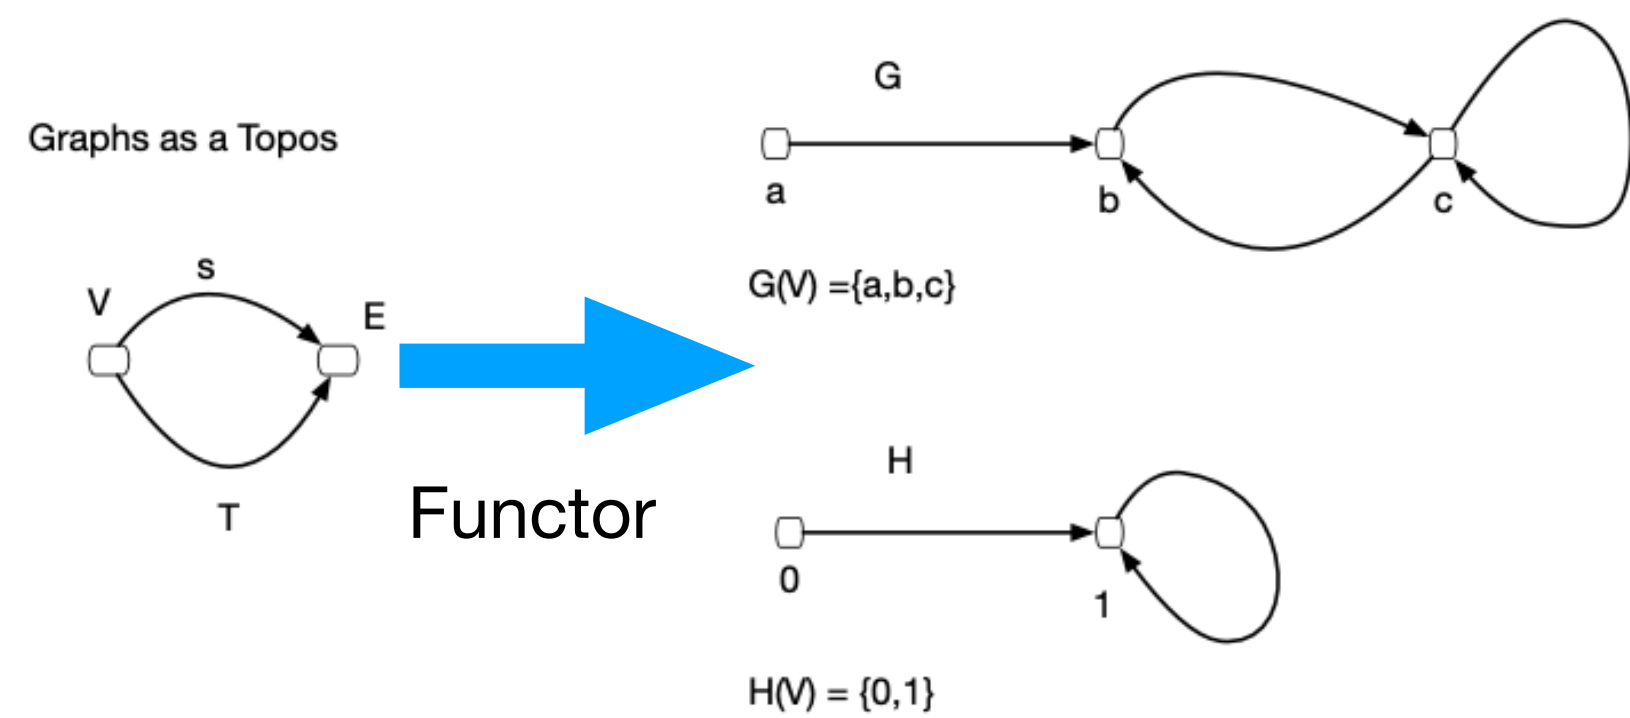 Graphs as a Topos
V
s
E
T
Functor
G
a
b
c
G(V) ={a,b,c}
H
0
1
H(V) = {0,1}